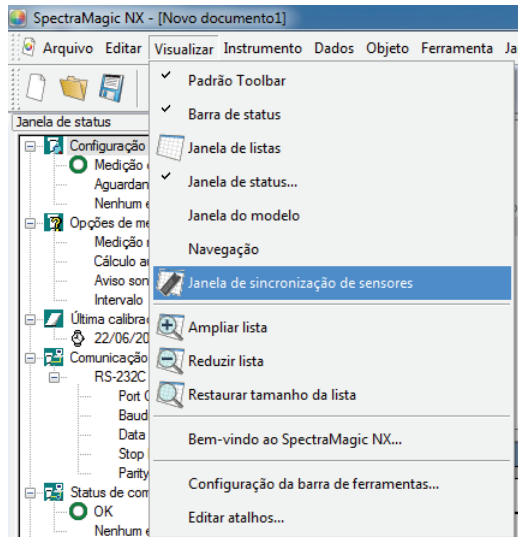 SpectraMagic NX - [Novo documento1]
Arquivo Editar Visualizar Instrumento Dados Objeto Ferramenta Ja
Janela de status
Configuração
Medição
Aguardan
Nenhum e
Opções de me
Medição
Cálculo au
Aviso son
Intervalo
Última calibra
22/06/20
Comunicação
RS-232C
Port
Baud
Data
Stop
Parity
Status de com
OK
Nenhum e
Padrão Toolbar
Barra de status
Janela de listas
Janela de status...
Janela do modelo
Navegação
Janela de sincronização de sensores
Ampliar lista
Reduzir lista
Restaurar tamanho da lista
Bem-vindo ao SpectraMagic NX...
Configuração da barra de ferramentas...
Editar atalhos...